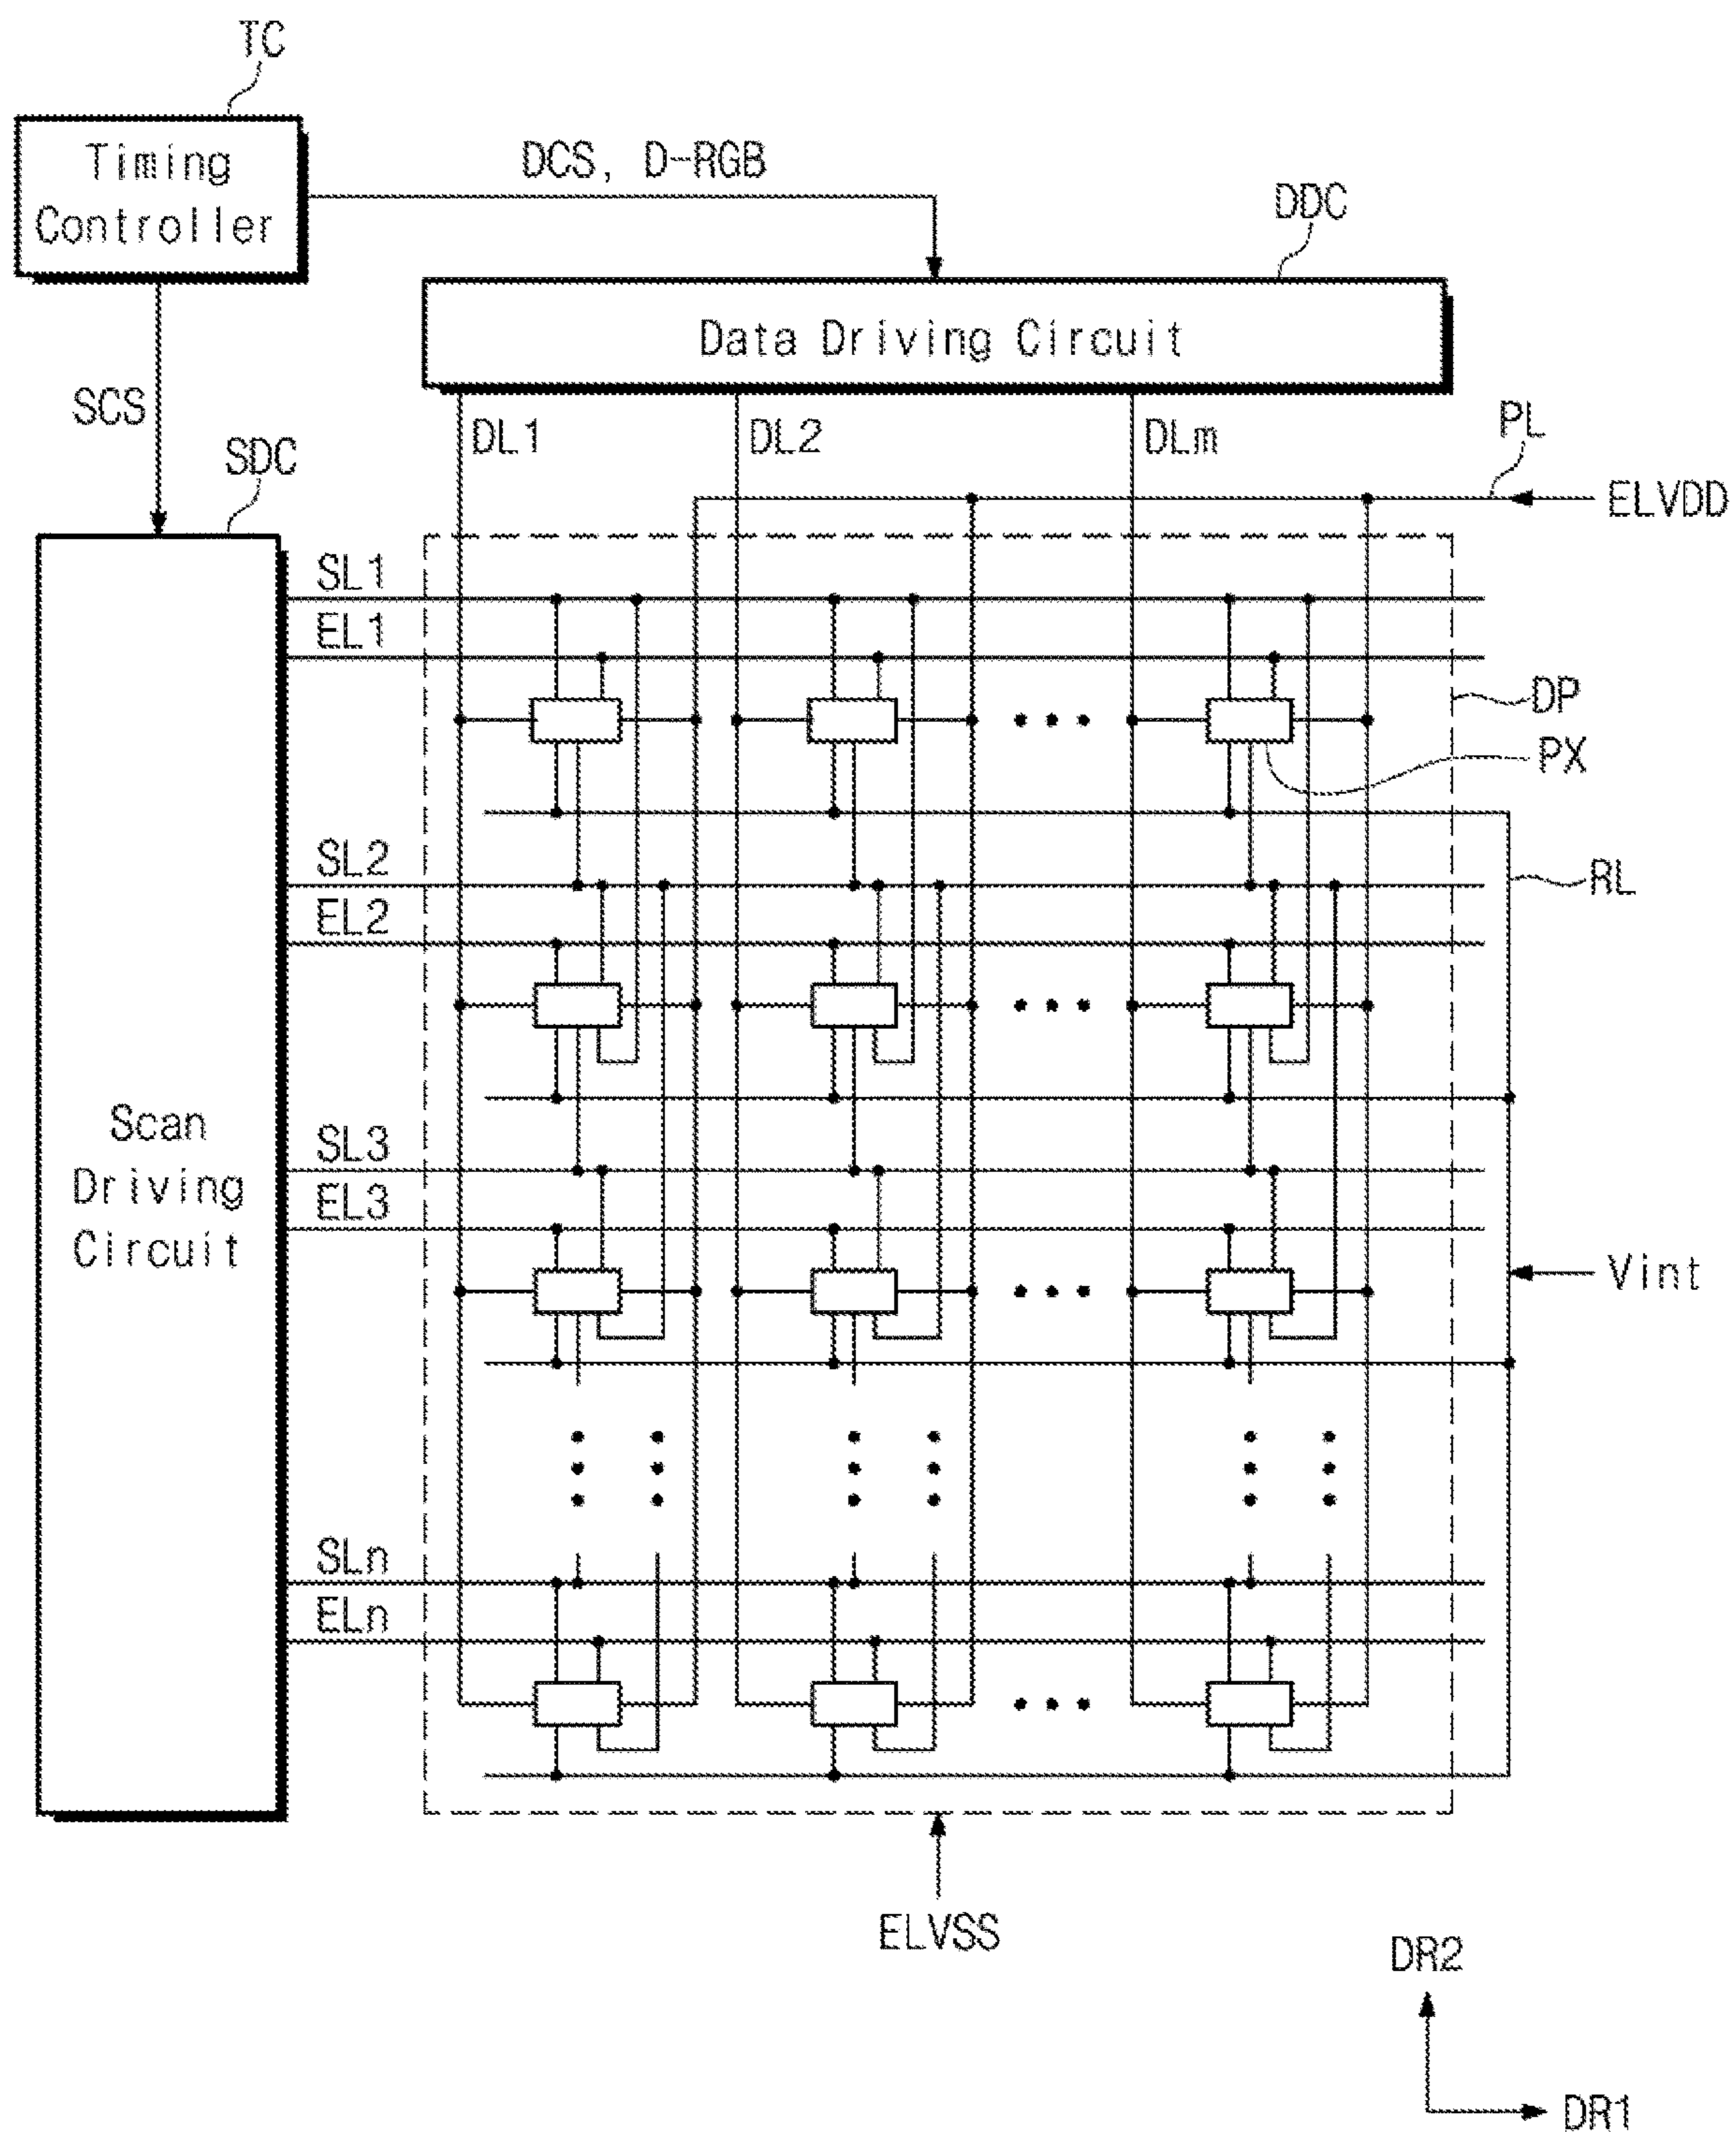 TC
Timing
Controller
DCS, D-RGB
DDC
Data Driving Circuit
SCS
SDC
DL1
DL2
DLm
PL
ELVDD
SL1
EL1
DP
PX
SL2
EL2
RL
Scan
Driving
Circuit
SL3
EL3
Vint
SLn
ELn
ELVSS
DR2
DR1